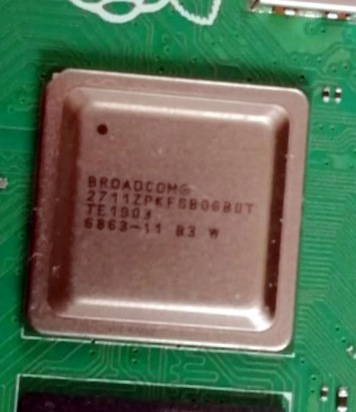 BROADCOM®
2711ZPKFSB06B0T
TE1903
6863-11 B3 W